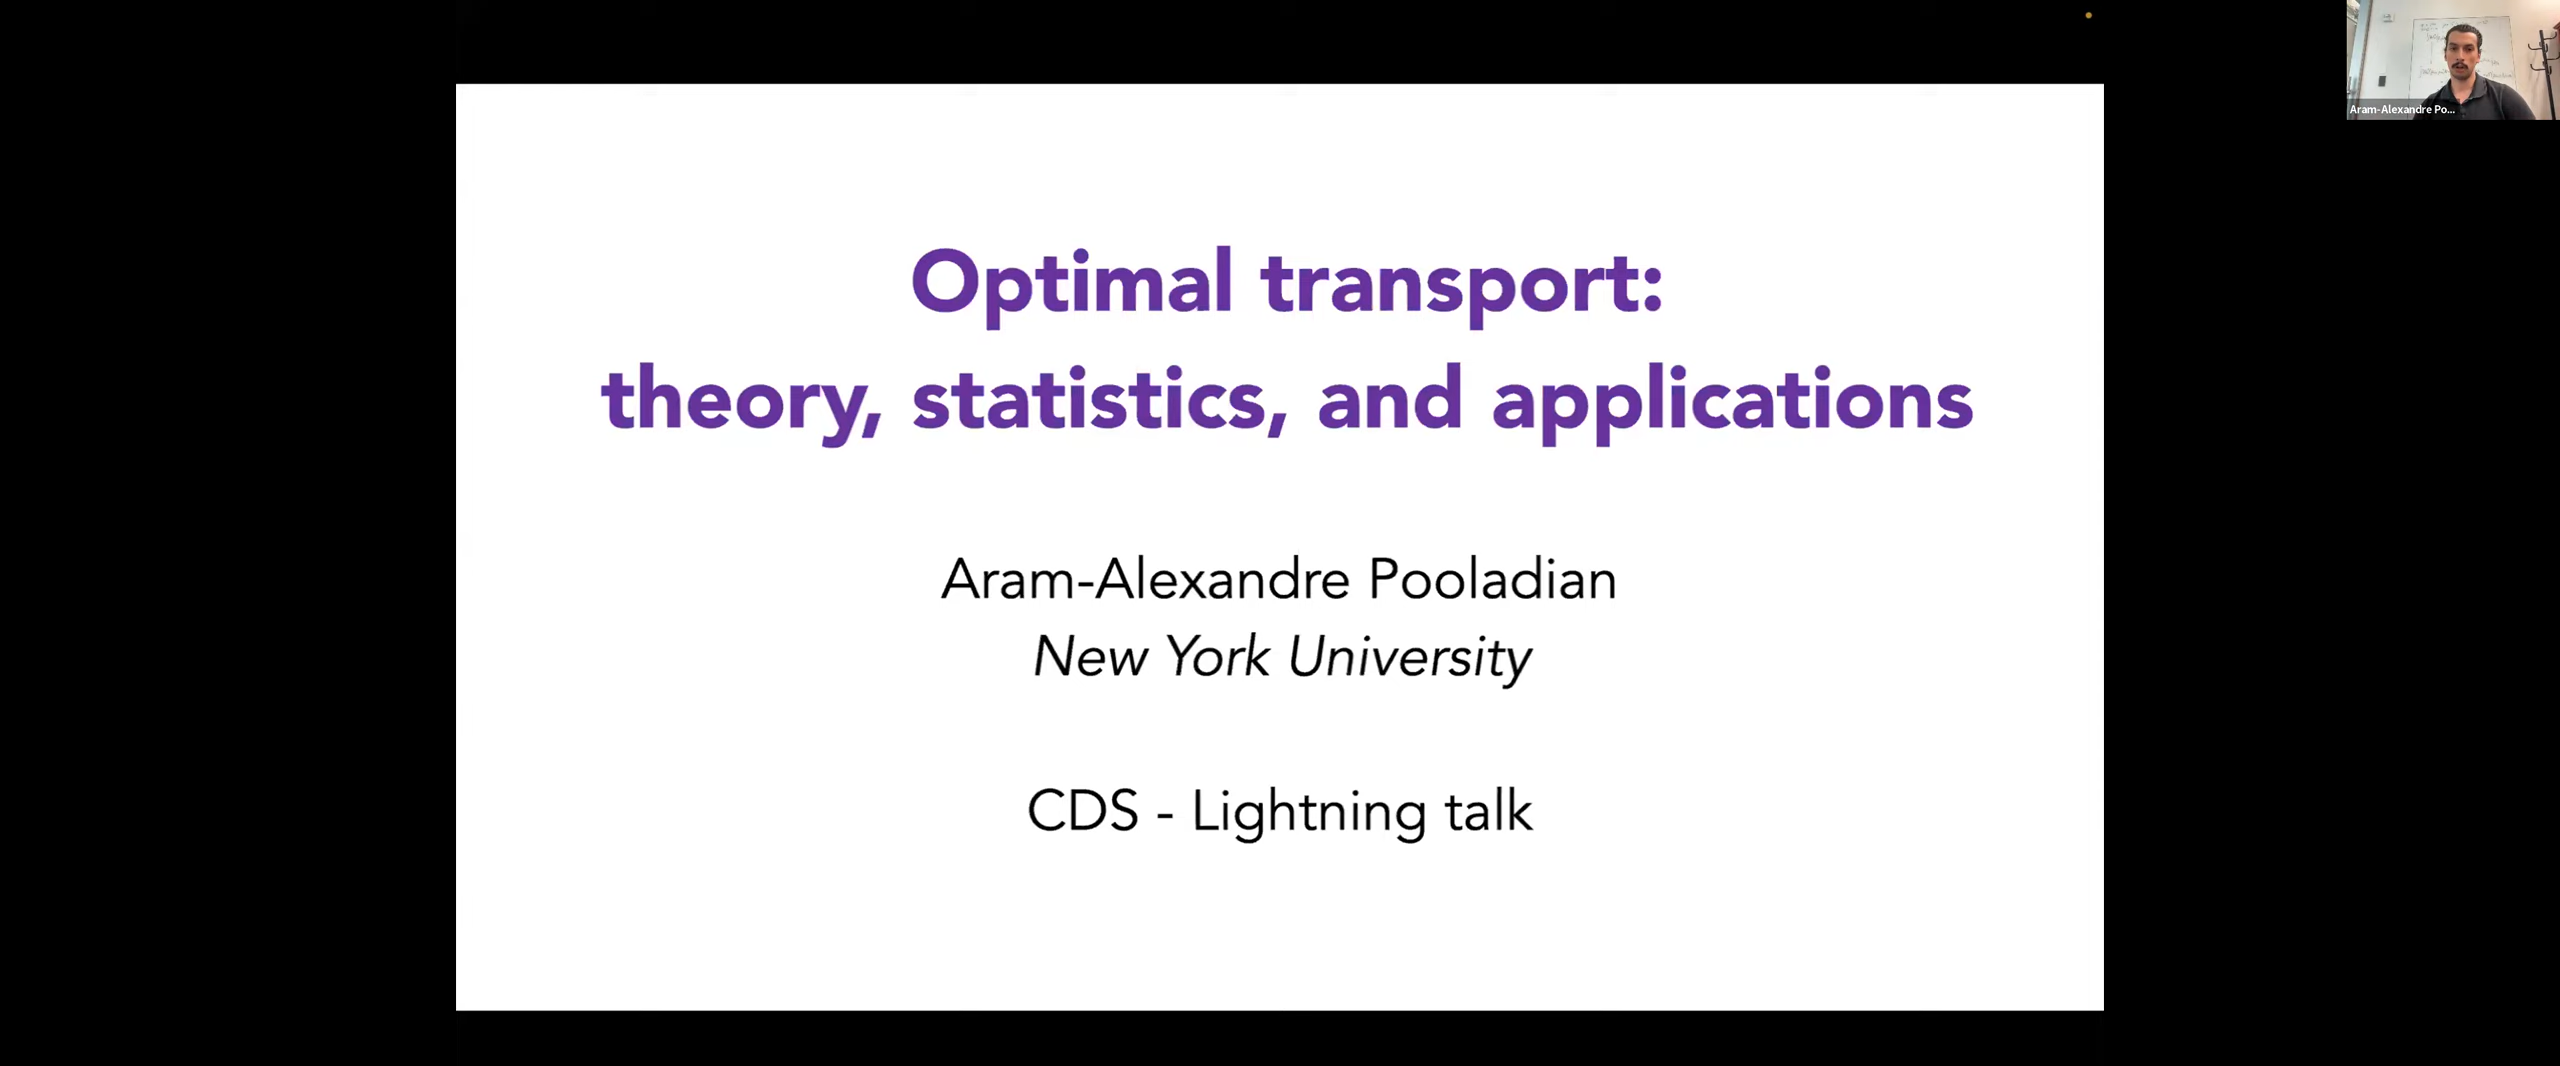 Optimal transport:
theory, statistics, and applications
Aram-Alexandre Pooladian
New York University
CDS - Lightning talk
Aram-Alexandre Po...